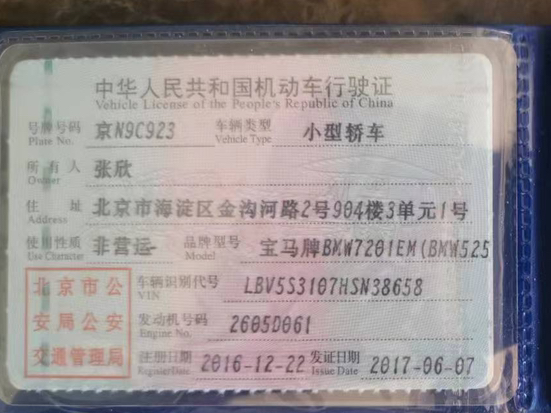 中华人民共和国机动车行驶证
Vehicle License of the People's Republic of China
号牌号码 Plate No. 京N9C923 车辆类型 Vehicle Type 小型轿车
所有人 Owner 张欣
住址 Address 北京市海淀区金沟河路2号904楼3单元1号
使用性质 Use Character 非营运 品牌型号 Model 宝马牌BMW7201EM(BMW525
北京市公安局公安交通管理局
车辆识别代号 VIN LBV5S3107HSN38658
发动机号码 Engine No. 2605D061
注册日期 Register Date 2016-12-22 发证日期 Issue Date 2017-06-07